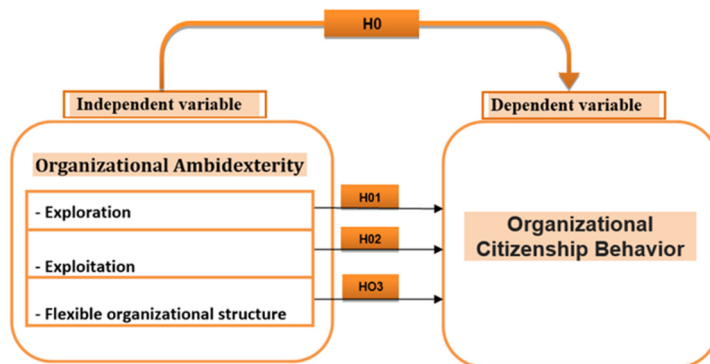 H0
Independent variable
Dependent variable
Organizational Ambidexterity
- Exploration
- Exploitation
- Flexible organizational structure
H01
H02
HO3
Organizational
Citizenship Behavior